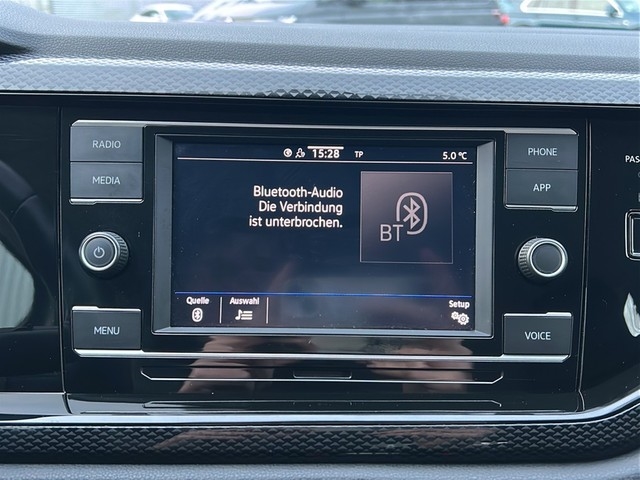 RADIO
MEDIA
MENU
15:28 TP 5.0 °C
Bluetooth-Audio
Die Verbindung
ist unterbrochen.
BT
Quelle Auswahl Setup
PHONE
APP
VOICE
PAS